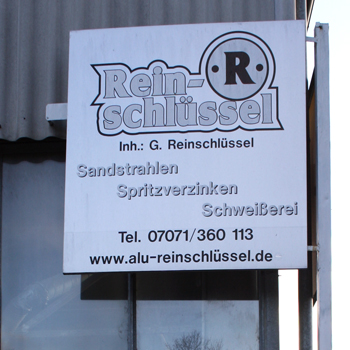 ·R·
Rein-
schlüssel
Inh.: G. Reinschlüssel
Sandstrahlen
Spritzverzinken
Schweißerei
Tel. 07071/360 113
www.alu-reinschlüssel.de